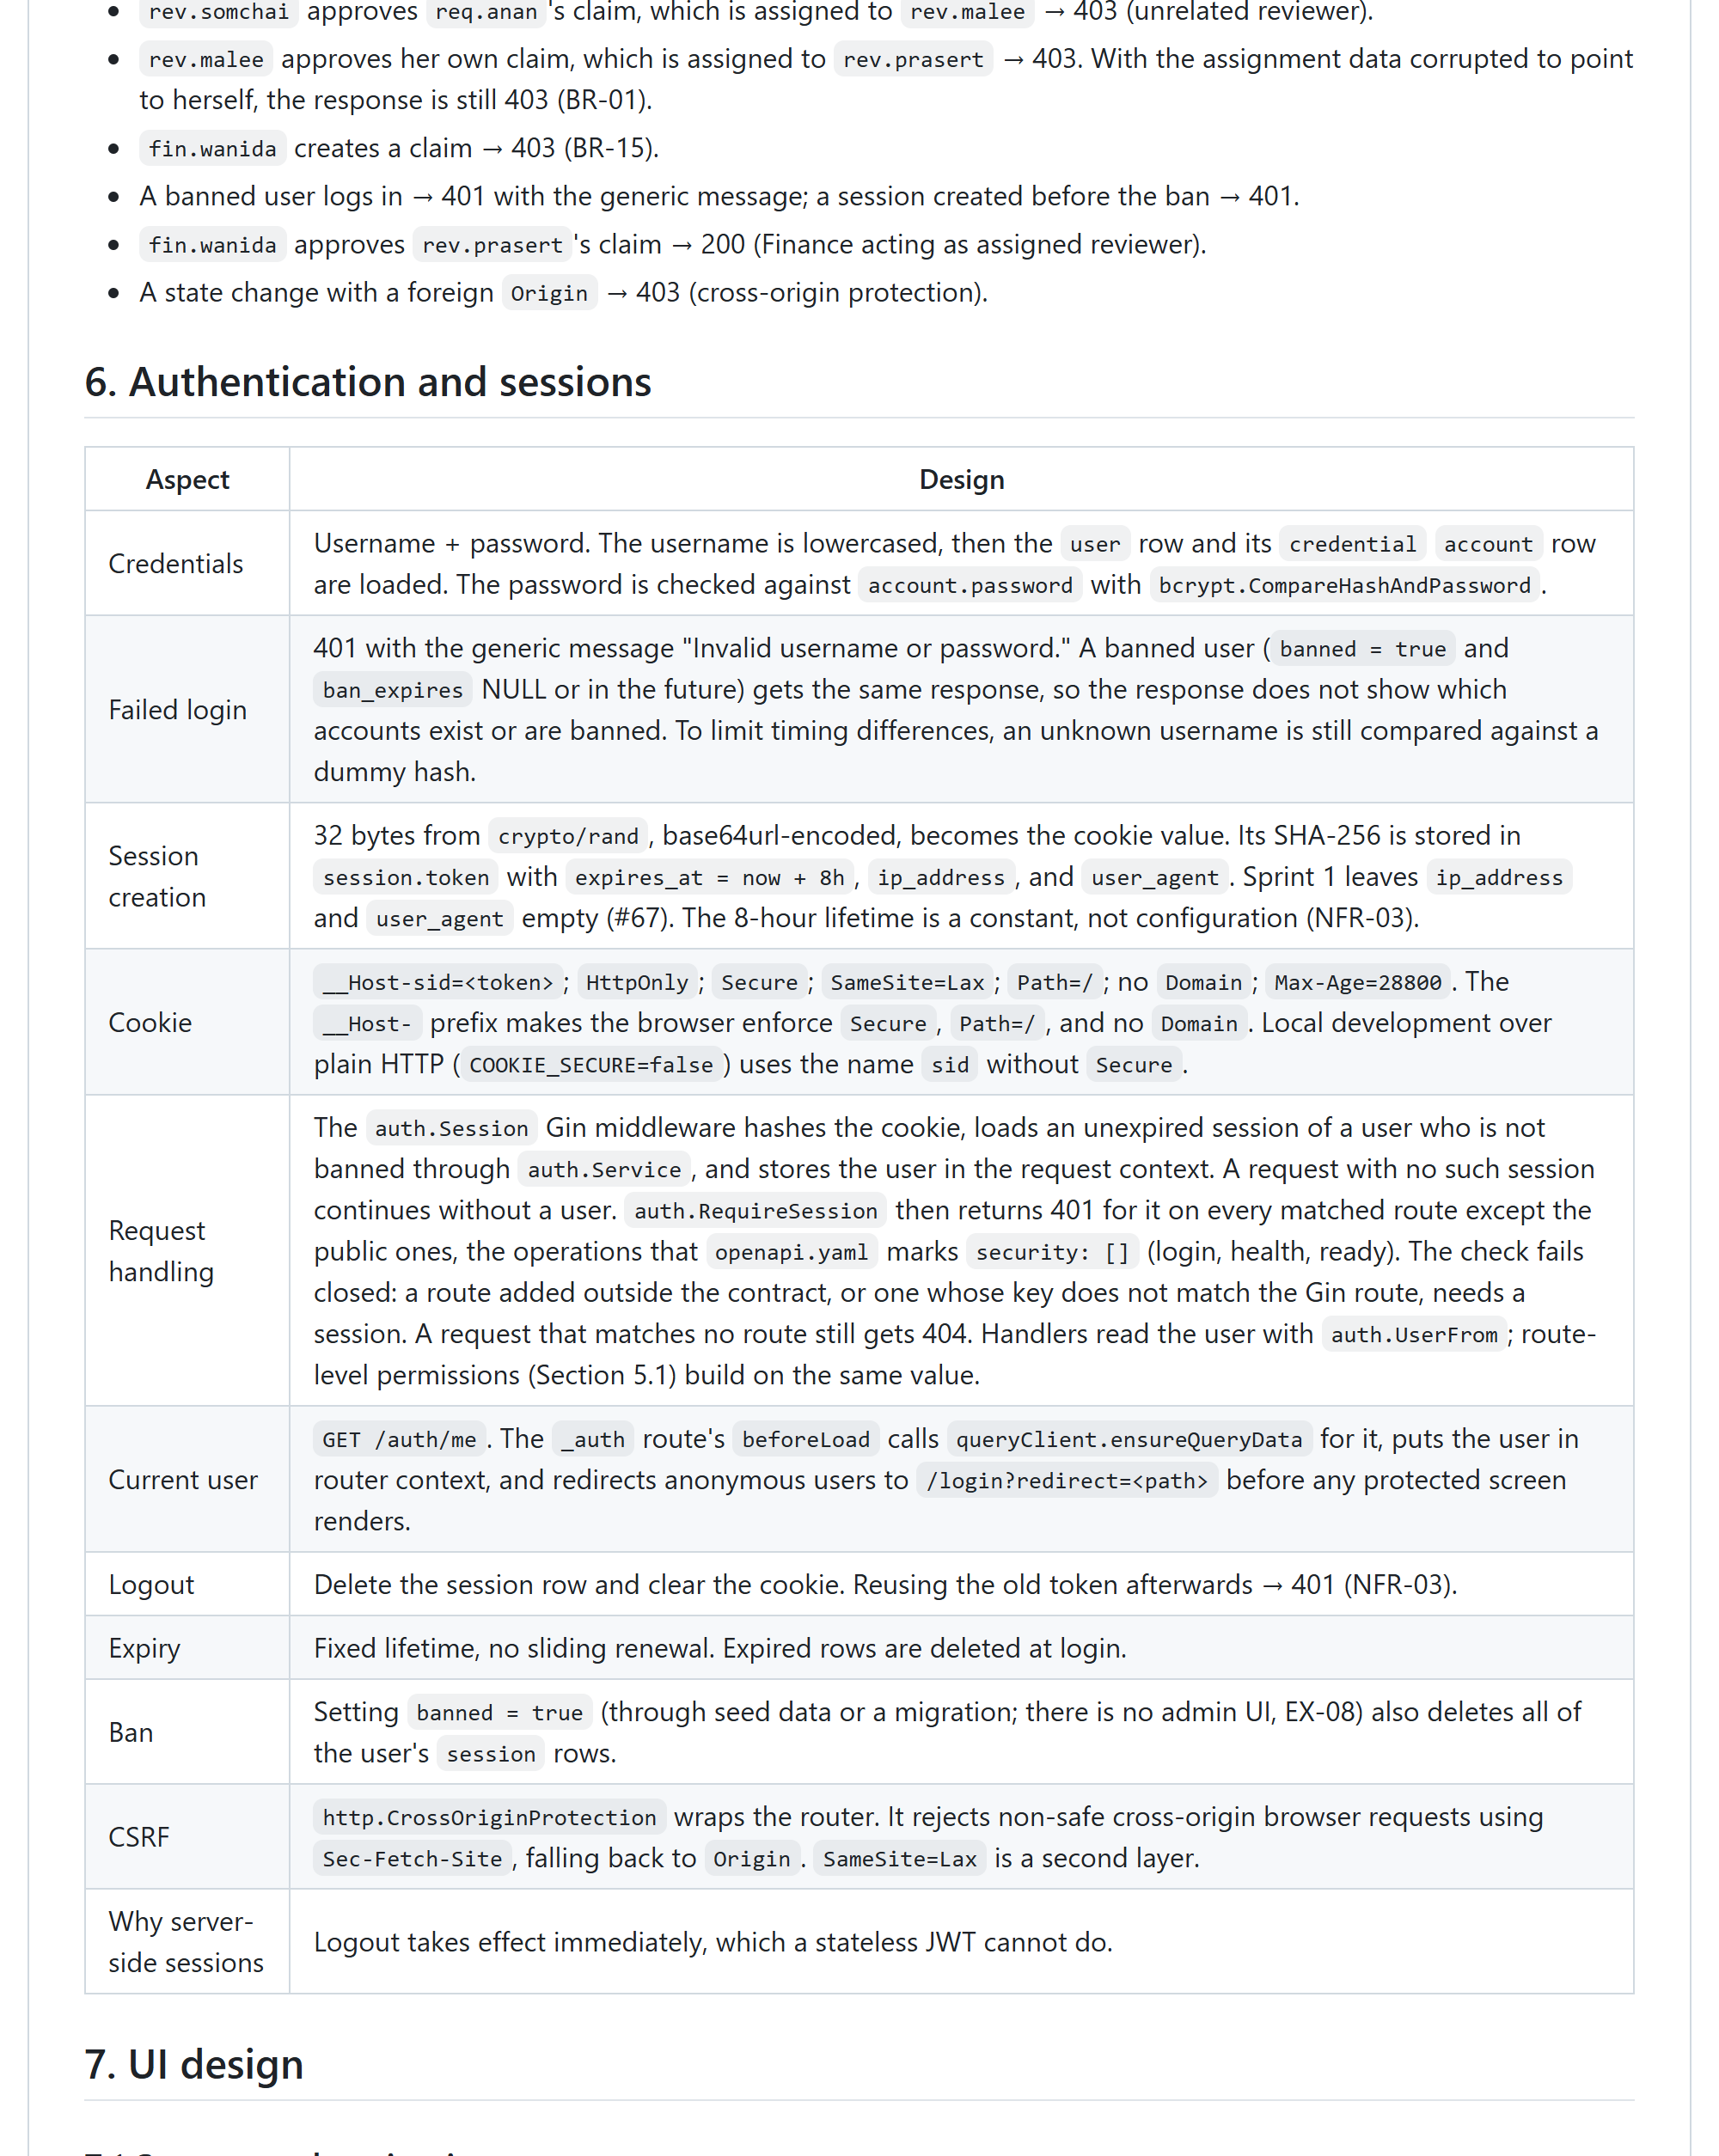 rev.somchai approves req.anan's claim, which is assigned to rev.malee → 403 (unrelated reviewer).
rev.malee approves her own claim, which is assigned to rev.prasert → 403. With the assignment data corrupted to point
to herself, the response is still 403 (BR-01).
fin.wanida creates a claim → 403 (BR-15).
A banned user logs in → 401 with the generic message; a session created before the ban → 401.
fin.wanida approves rev.prasert's claim → 200 (Finance acting as assigned reviewer).
A state change with a foreign Origin → 403 (cross-origin protection).
6. Authentication and sessions
Aspect Design
Credentials
Username + password. The username is lowercased, then the user row and its credential account row
are loaded. The password is checked against account.password with bcrypt.CompareHashAndPassword.
Failed login
401 with the generic message "Invalid username or password." A banned user (banned = true and
ban_expires NULL or in the future) gets the same response, so the response does not show which
accounts exist or are banned. To limit timing differences, an unknown username is still compared against a
dummy hash.
Session
creation
32 bytes from crypto/rand, base64url-encoded, becomes the cookie value. Its SHA-256 is stored in
session.token with expires_at = now + 8h, ip_address, and user_agent. Sprint 1 leaves ip_address
and user_agent empty (#67). The 8-hour lifetime is a constant, not configuration (NFR-03).
Cookie
__Host-sid=<token>; HttpOnly; Secure; SameSite=Lax; Path=/; no Domain; Max-Age=28800. The
__Host- prefix makes the browser enforce Secure, Path=/, and no Domain. Local development over
plain HTTP (COOKIE_SECURE=false) uses the name sid without Secure.
Request
handling
The auth.Session Gin middleware hashes the cookie, loads an unexpired session of a user who is not
banned through auth.Service, and stores the user in the request context. A request with no such session
continues without a user. auth.RequireSession then returns 401 for it on every matched route except the
public ones, the operations that openapi.yaml marks security: [] (login, health, ready). The check fails
closed: a route added outside the contract, or one whose key does not match the Gin route, needs a
session. A request that matches no route still gets 404. Handlers read the user with auth.UserFrom; route-
level permissions (Section 5.1) build on the same value.
Current user
GET /auth/me. The _auth route's beforeLoad calls queryClient.ensureQueryData for it, puts the user in
router context, and redirects anonymous users to /login?redirect=<path> before any protected screen
renders.
Logout
Delete the session row and clear the cookie. Reusing the old token afterwards → 401 (NFR-03).
Expiry
Fixed lifetime, no sliding renewal. Expired rows are deleted at login.
Ban
Setting banned = true (through seed data or a migration; there is no admin UI, EX-08) also deletes all of
the user's session rows.
CSRF
http.CrossOriginProtection wraps the router. It rejects non-safe cross-origin browser requests using
Sec-Fetch-Site, falling back to Origin. SameSite=Lax is a second layer.
Why server-
side sessions
Logout takes effect immediately, which a stateless JWT cannot do.
7. UI design